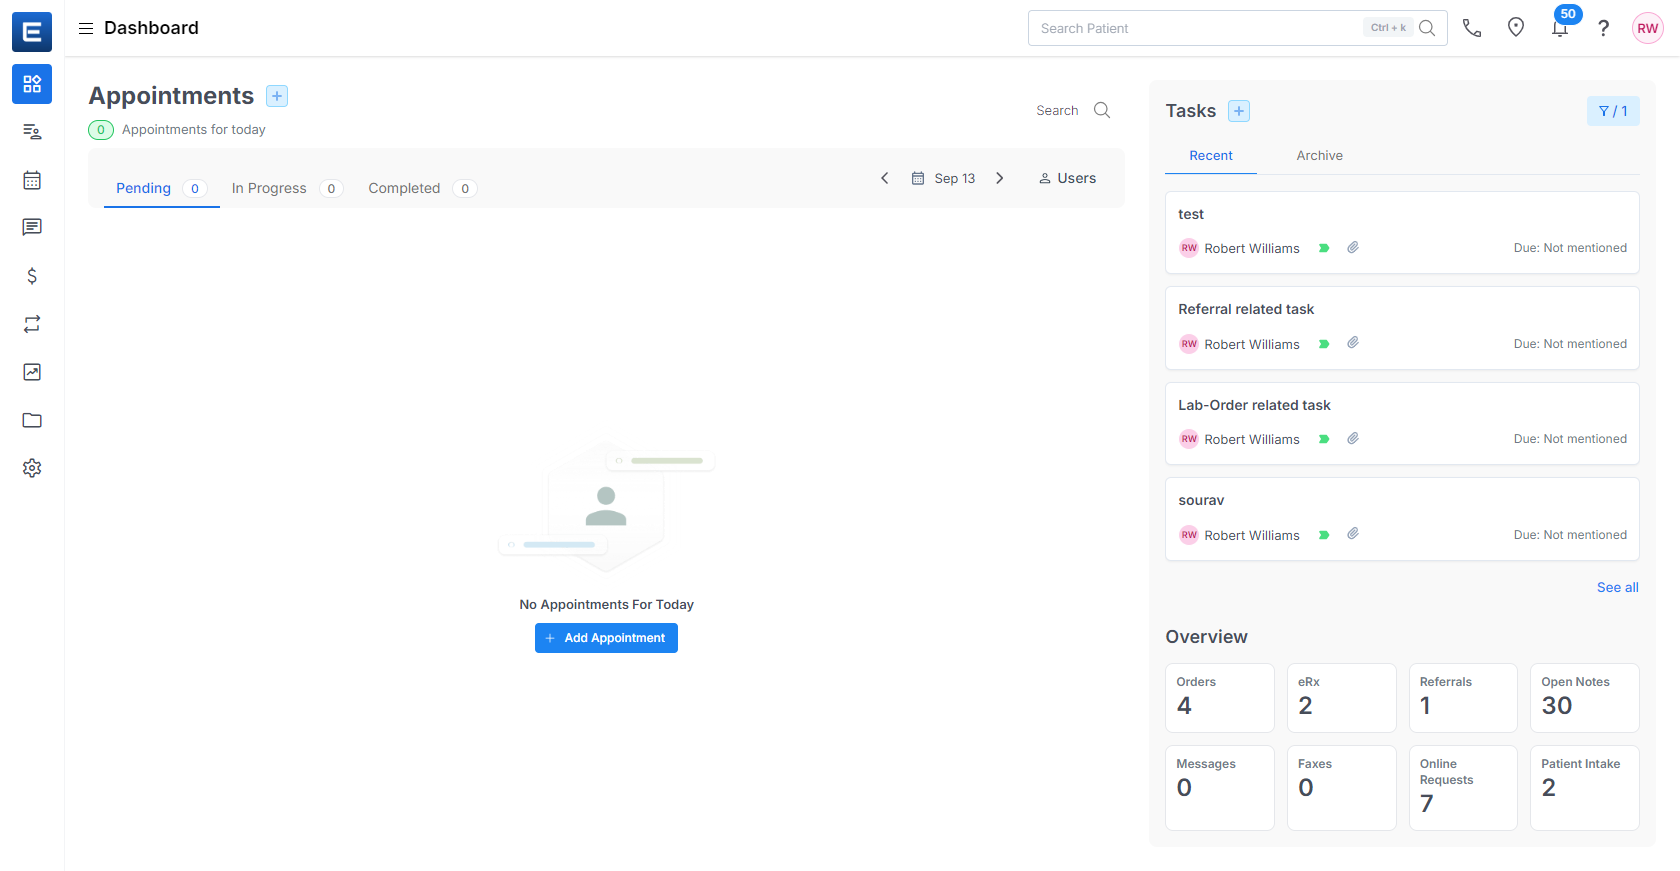 E
Dashboard
Search Patient
Ctrl + k
50
?
RW
Appointments +
0 Appointments for today
Search
Pending 0
In Progress 0
Completed 0
Sep 13
Users
No Appointments For Today
+ Add Appointment
$
Tasks +
/ 1
Recent
Archive
test
RW Robert Williams
Due: Not mentioned
Referral related task
RW Robert Williams
Due: Not mentioned
Lab-Order related task
RW Robert Williams
Due: Not mentioned
sourav
RW Robert Williams
Due: Not mentioned
See all
Overview
Orders
4
eRx
2
Referrals
1
Open Notes
30
Messages
0
Faxes
0
Online
Requests
7
Patient Intake
2